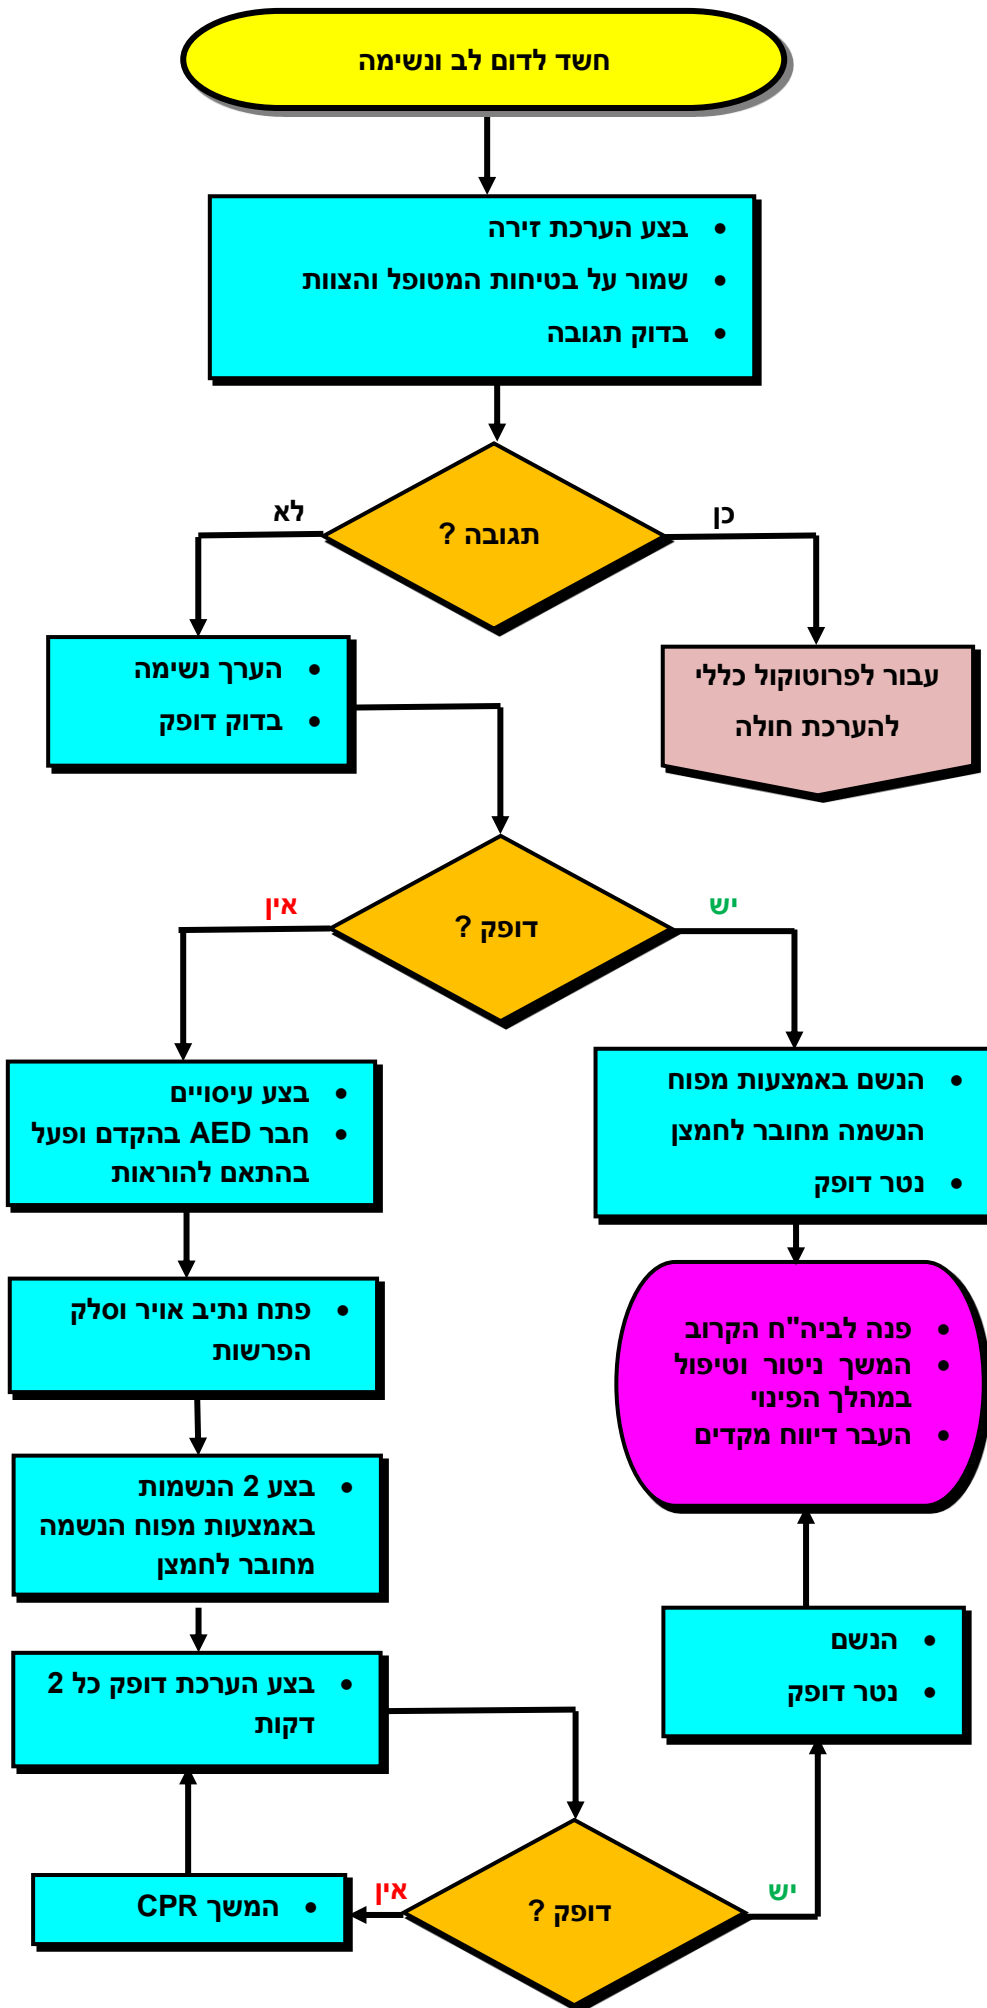 חשד לדום לב ונשימה
• בצע הערכת זירה
• שמור על בטיחות המטופל והצוות
• בדוק תגובה
תגובה ?
כן
לא
עבור לפרוטוקול כללי
להערכת חולה
• הערך נשימה
• בדוק דופק
דופק ?
יש
אין
• הנשם באמצעות מפוח
הנשמה מחובר לחמצן
• נטר דופק
• בצע עיסויים
• חבר AED בהקדם ופעל
בהתאם להוראות
• פנה לביה"ח הקרוב
• המשך ניטור וטיפול
במהלך הפינוי
• העבר דיווח מקדים
• פתח נתיב אויר וסלק
הפרשות
• בצע 2 הנשמות
באמצעות מפוח הנשמה
מחובר לחמצן
• הנשם
• נטר דופק
• בצע הערכת דופק כל 2
דקות
דופק ?
יש
אין
• המשך CPR